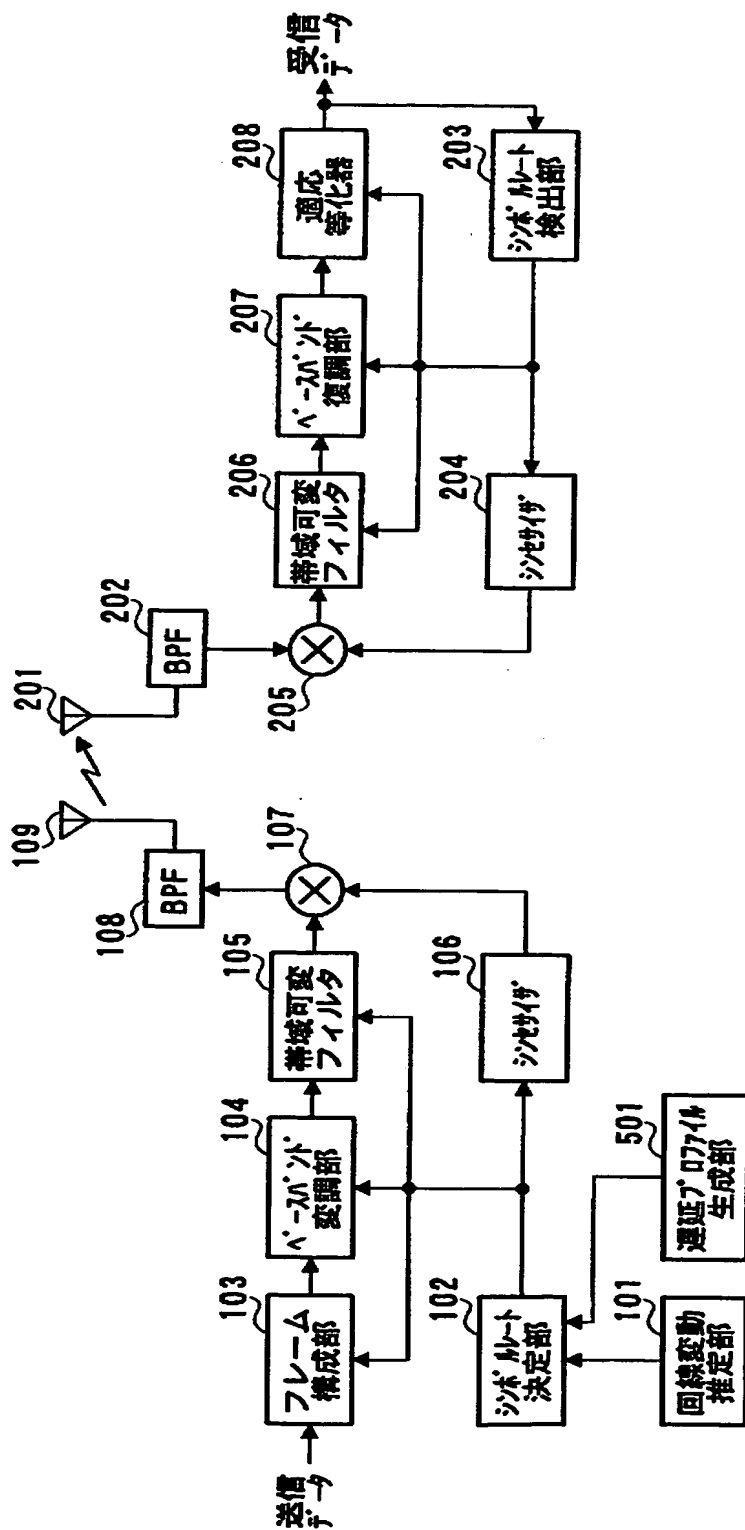 送信
データ
103
フレーム
構成部
104
ベースバンド
変調部
105
帯域可変
フィルタ
107
108
BPF
109
102
シンボルレート
決定部
106
シンセサイザ
101
回線変動
推定部
501
遅延プロファイル
生成部
201
202
BPF
205
206
帯域可変
フィルタ
207
ベースバンド
復調部
208
適応
等化器
受信
データ
204
シンセサイザ
203
シンボルレート
検出部